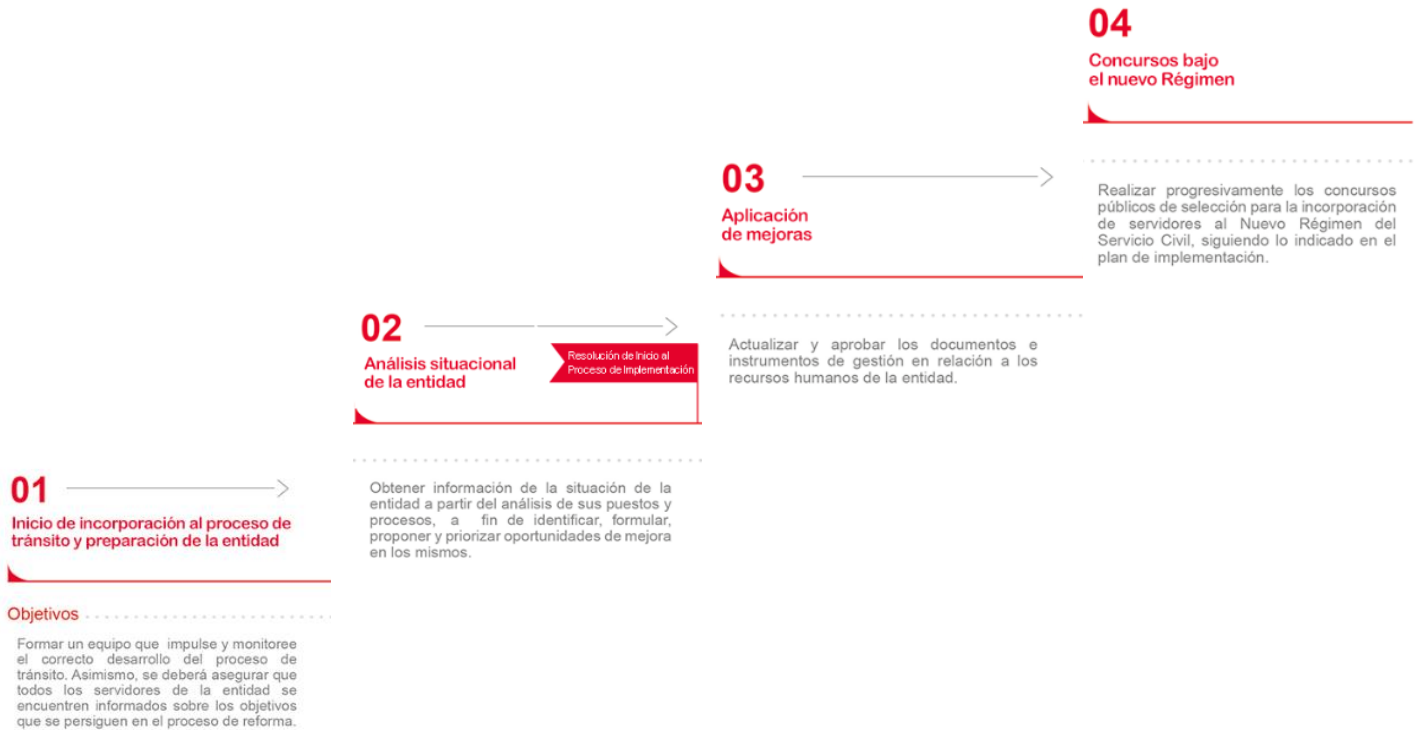 01
Inicio de incorporación al proceso de
tránsito y preparación de la entidad
Objetivos
Formar un equipo que impulse y monitoree
el correcto desarrollo del proceso de
tránsito. Asimismo, se deberá asegurar que
todos los servidores de la entidad se
encuentren informados sobre los objetivos
que se persiguen en el proceso de reforma.
02
Análisis situacional
de la entidad
Resolución de Inicio al
Proceso de Implementación
Obtener información de la situación de la
entidad a partir del análisis de sus puestos y
procesos, a fin de identificar, formular,
proponer y priorizar oportunidades de mejora
en los mismos.
03
Aplicación
de mejoras
Actualizar y aprobar los documentos e
instrumentos de gestión en relación a los
recursos humanos de la entidad.
04
Concursos bajo
el nuevo Régimen
Realizar progresivamente los concursos
públicos de selección para la incorporación
de servidores al Nuevo Régimen del
Servicio Civil, siguiendo lo indicado en el
plan de implementación.